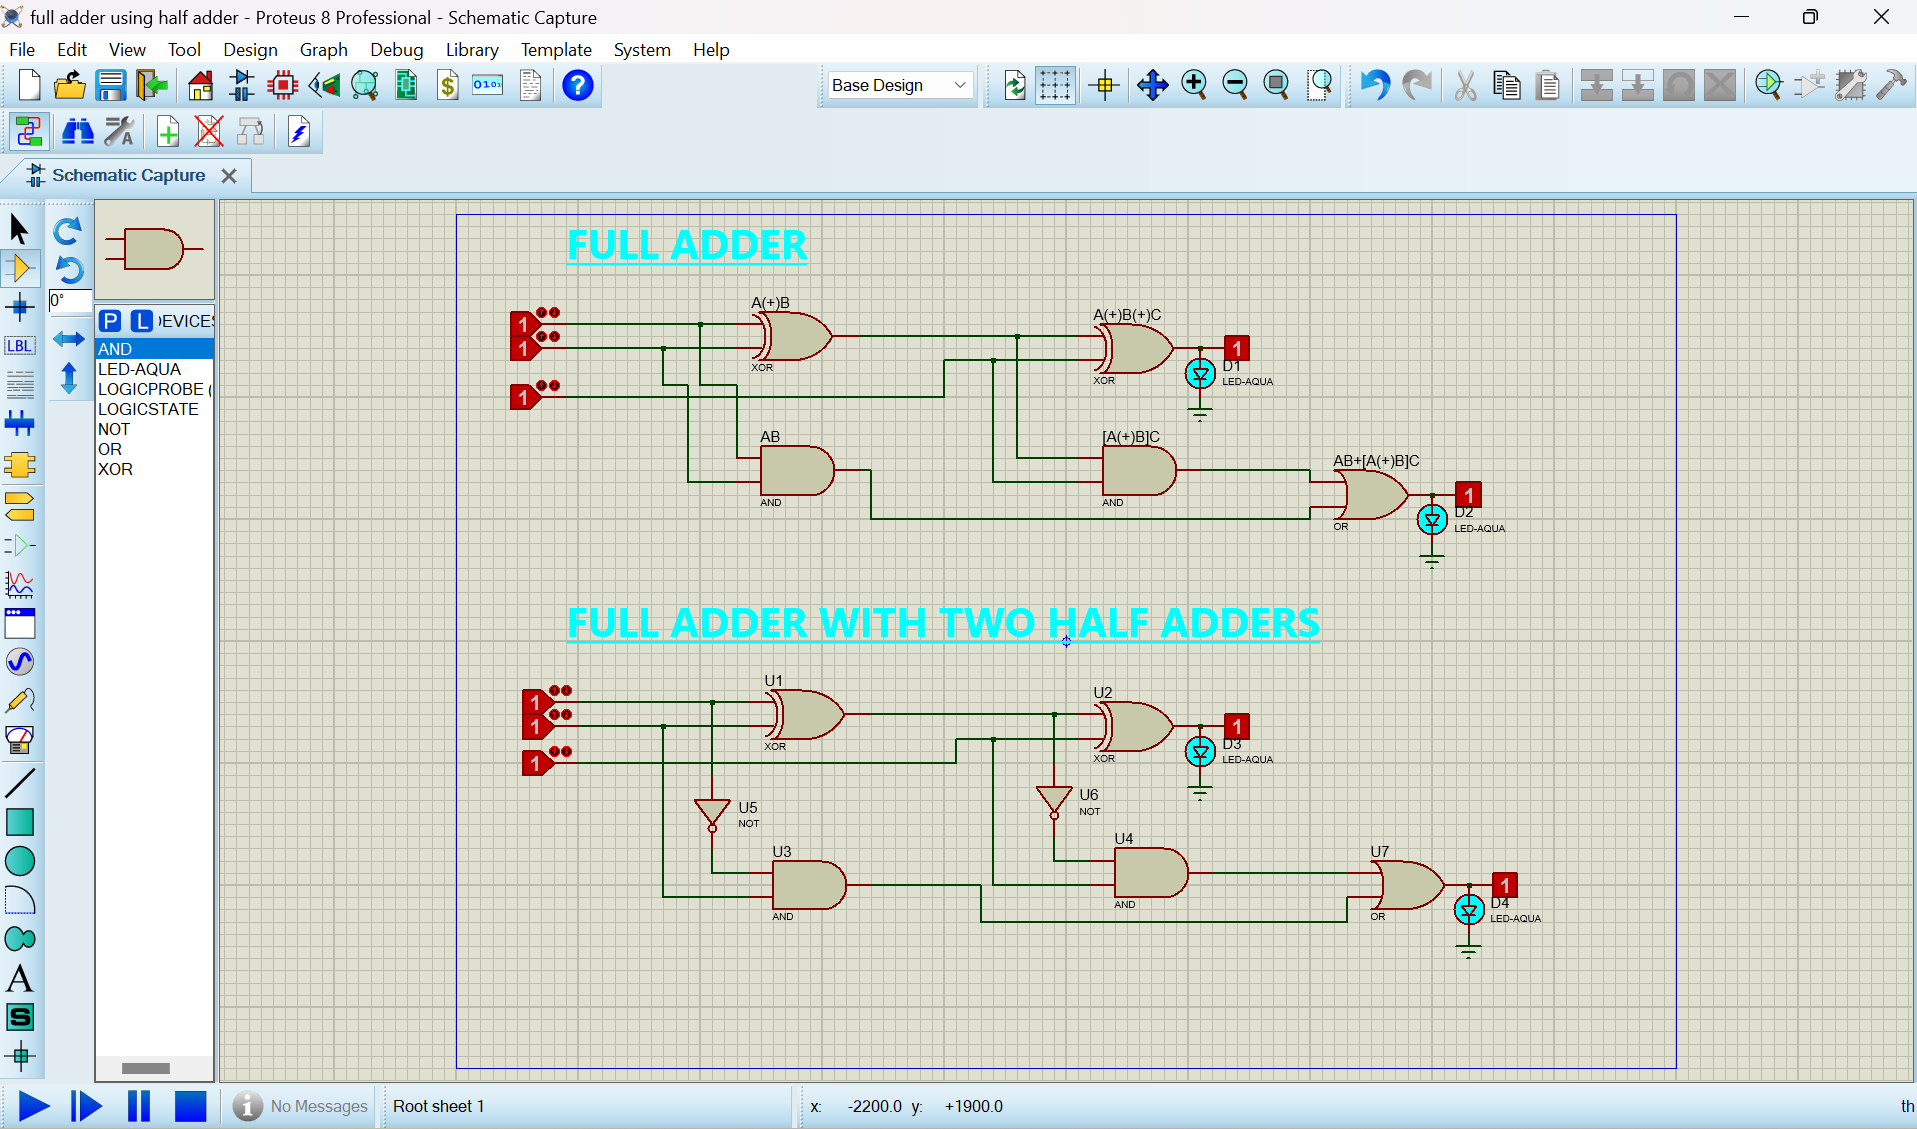 full adder using half adder - Proteus 8 Professional - Schematic Capture
File Edit View Tool Design Graph Debug Library Template System Help
Base Design
Schematic Capture
0°
P L DEVICES
LBL
AND
LED-AQUA
LOGICPROBE (
LOGICSTATE
NOT
OR
XOR
FULL ADDER
A(+)B
XOR
A(+)B(+)C
XOR
1
1
1
1
D1
LED-AQUA
AB
AND
[A(+)B]C
AND
AB+[A(+)B]C
OR
1
D2
LED-AQUA
FULL ADDER WITH TWO HALF ADDERS
U1
XOR
U2
XOR
1
1
1
1
D3
LED-AQUA
U5
NOT
U6
NOT
U3
AND
U4
AND
U7
OR
1
D4
LED-AQUA
A
S
No Messages
Root sheet 1
x: -2200.0 y: +1900.0
th